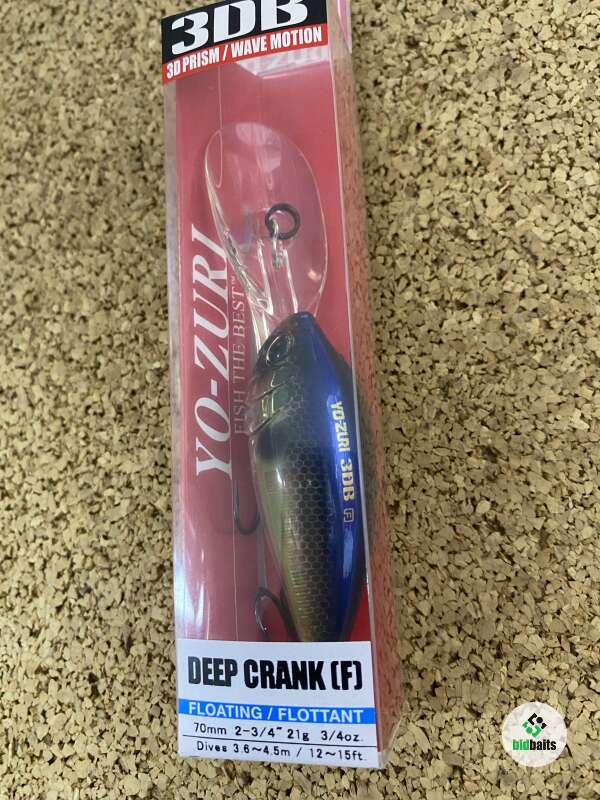 3DB
3D PRISM / WAVE MOTION
YO-ZURI
FISH THE BEST™
YO-ZURI 3DB F
DEEP CRANK (F)
FLOATING / FLOTTANT
70mm 2-3/4" 21g 3/4oz.
Dives 3.6～4.5m / 12～15ft.
bidbaits